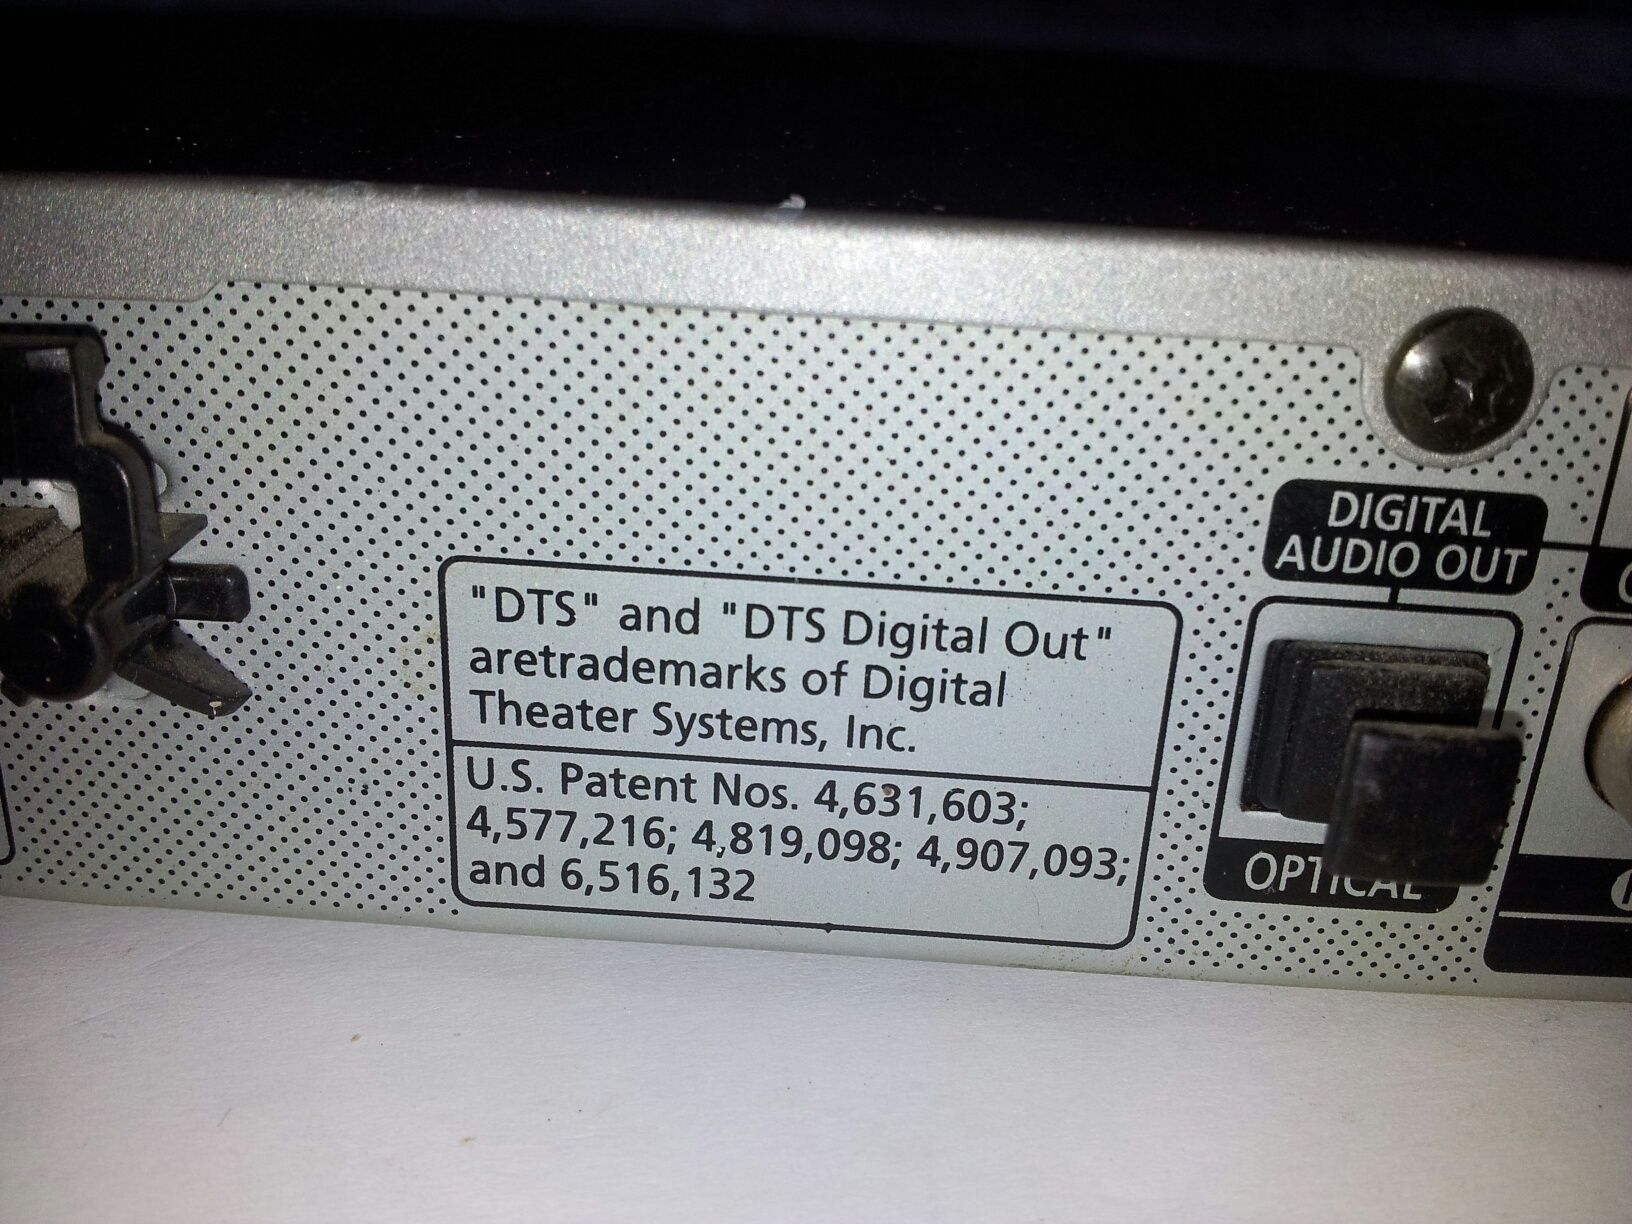 "DTS" and "DTS Digital Out"
aretrademarks of Digital
Theater Systems, Inc.
U.S. Patent Nos. 4,631,603;
4,577,216; 4,819,098; 4,907,093;
and 6,516,132
DIGITAL
AUDIO OUT
OPTICAL